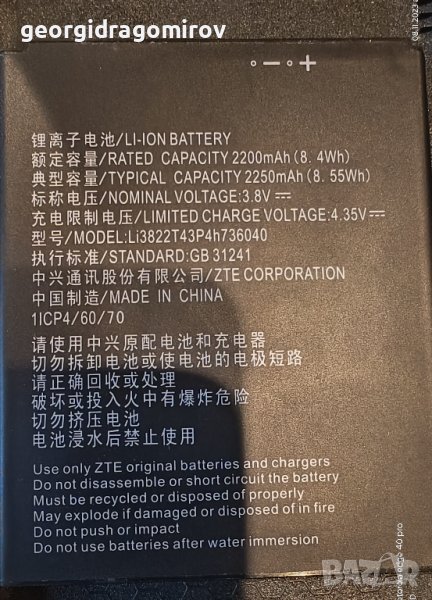 georgidragomirov
锂离子电池/LI-ION BATTERY
额定容量/RATED CAPACITY 2200mAh (8.4Wh)
典型容量/TYPICAL CAPACITY 2250mAh (8.55Wh)
标称电压/NOMINAL VOLTAGE:3.8V
充电限制电压/LIMITED CHARGE VOLTAGE:4.35V
型号/MODEL:Li3822T43P4h736040
执行标准/STANDARD:GB 31241
中兴通讯股份有限公司/ZTE CORPORATION
中国制造/MADE IN CHINA
1ICP4/60/70
请使用中兴原配电池和充电器
切勿拆卸电池或使电池的电极短路
请正确回收或处理
破坏或投入火中有爆炸危险
切勿挤压电池
电池浸水后禁止使用
Use only ZTE original batteries and chargers
Do not disassemble or short circuit the battery
Must be recycled or disposed of properly
May explode if damaged or disposed of in fire
Do not push or impact
Do not use batteries after water immersion
BAZAR
08.11.2023
40 pro